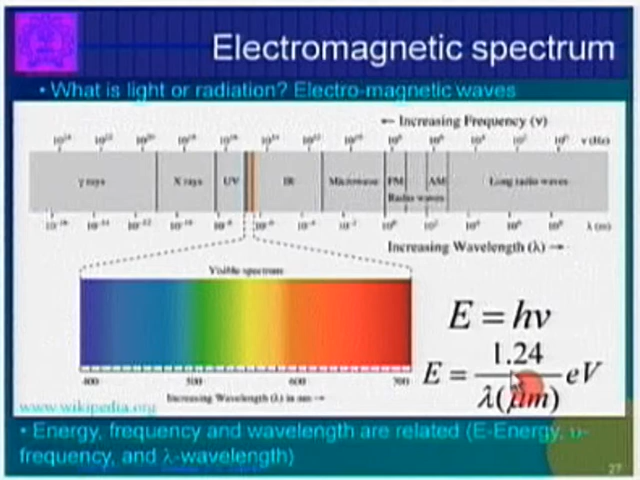 Electromagnetic spectrum
• What is light or radiation? Electro-magnetic waves
← Increasing Frequency (ν)
ν (Hz)
γ rays X rays UV IR Microwave FM AM Long radio waves
Radio waves
λ (m)
Increasing Wavelength (λ) →
Visible spectrum
400 500 600 700
Increasing Wavelength (λ) in nm →
E = hν
E = 1.24 / λ(μm) eV
www.wikipedia.org
• Energy, frequency and wavelength are related (E-Energy, υ-
frequency, and λ-wavelength)
27